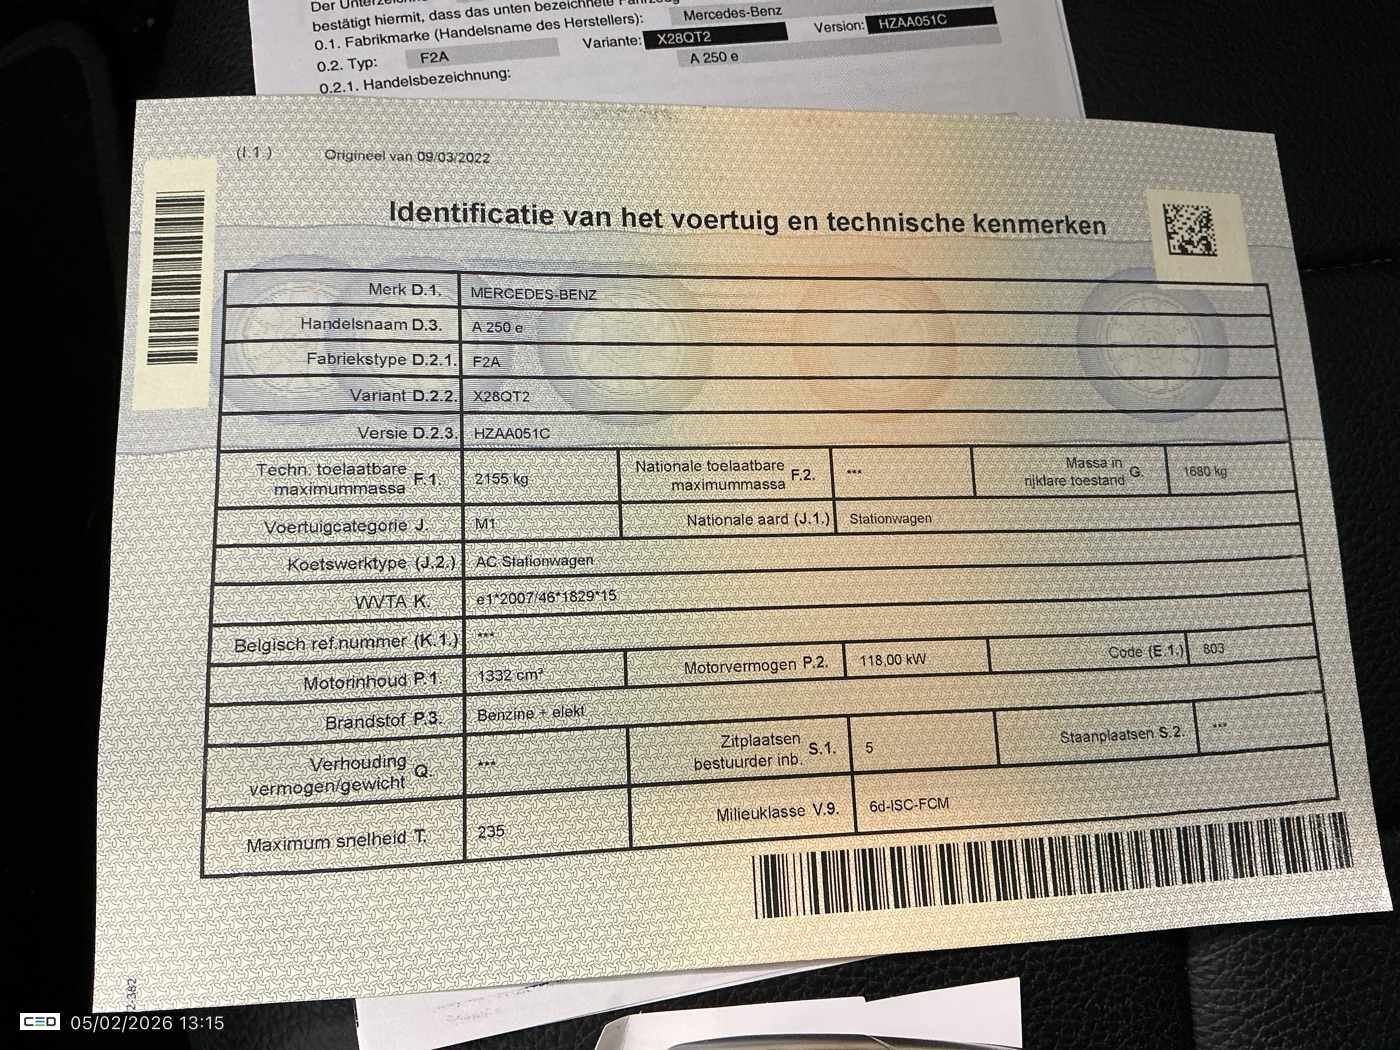 bestätigt hiermit, dass das unten bezeichnete
0.1. Fabrikmarke (Handelsname des Herstellers): Mercedes-Benz
0.2. Typ: F2A Variante: X28QT2 Version: HZAA051C
0.2.1. Handelsbezeichnung: A 250 e
(I.1.) Origineel van 09/03/2022
Identificatie van het voertuig en technische kenmerken
Merk D.1. MERCEDES-BENZ
Handelsnaam D.3. A 250 e
Fabriekstype D.2.1. F2A
Variant D.2.2. X28QT2
Versie D.2.3. HZAA051C
Techn. toelaatbare maximummassa F.1. 2155 kg Nationale toelaatbare maximummassa F.2. *** Massa in rijklare toestand G. 1680 kg
Voertuigcategorie J. M1 Nationale aard (J.1.) Stationwagen
Koetswerktype (J.2.) AC Stationwagen
WVTA K. e1*2007/46*1829*15
Belgisch ref.nummer (K.1.) ***
Motorinhoud P.1. 1332 cm³ Motorvermogen P.2. 118,00 kW Code (E.1.) 803
Brandstof P.3. Benzine + elekt
Verhouding vermogen/gewicht Q. *** Zitplaatsen bestuurder inb. S.1. 5 Staanplaatsen S.2. ***
Maximum snelheid T. 235 Milieuklasse V.9. 6d-ISC-FCM
CED 05/02/2026 13:15